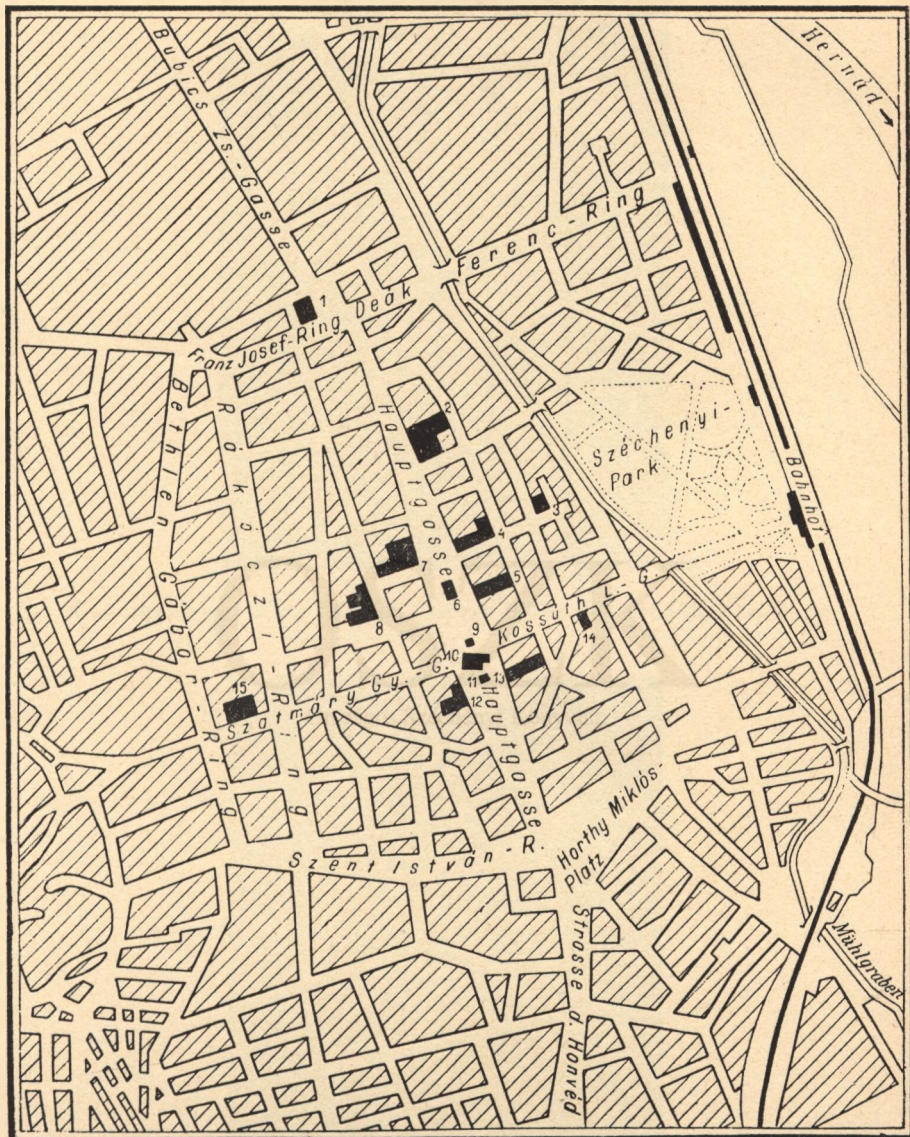 Bubics Zs.-Gasse
Hernád
Ferenc-Ring
1
Franz Josef-Ring Deák
Bethlen Gábor-Ring
Rákóczi-Ring
Hauptgasse
2
Széchenyi-
Park
Bahnhof
3
4
7
5
6
8
Kossuth L. G.
9
14
10
11
13
12
15
Szatmáry Gy.-G.
Hauptgasse
Horthy Miklós-
Platz
Szent István-R.
Strasse d. Honvéd
Mühlgraben